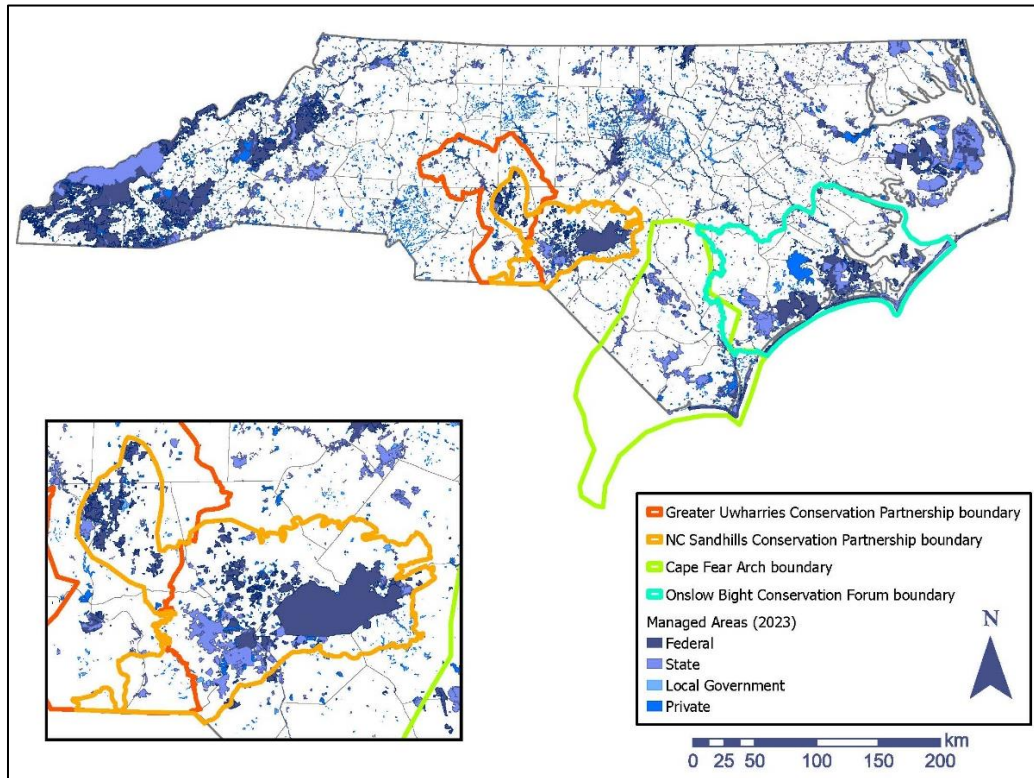 Greater Uwharries Conservation Partnership boundary
NC Sandhills Conservation Partnership boundary
Cape Fear Arch boundary
Onslow Bight Conservation Forum boundary
Managed Areas (2023)
Federal
State
Local Government
Private
N
km
0 25 50 100 150 200